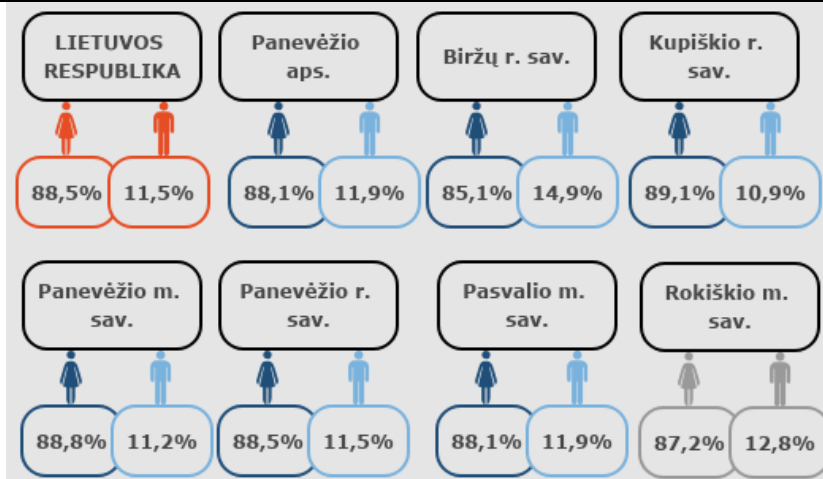 LIETUVOS
RESPUBLIKA
Panevėžio
aps.
Biržų r. sav.
Kupiškio r.
sav.
88,5% 11,5% 88,1% 11,9% 85,1% 14,9% 89,1% 10,9%
Panevėžio m.
sav.
Panevėžio r.
sav.
Pasvalio m.
sav.
Rokiškio m.
sav.
88,8% 11,2% 88,5% 11,5% 88,1% 11,9% 87,2% 12,8%